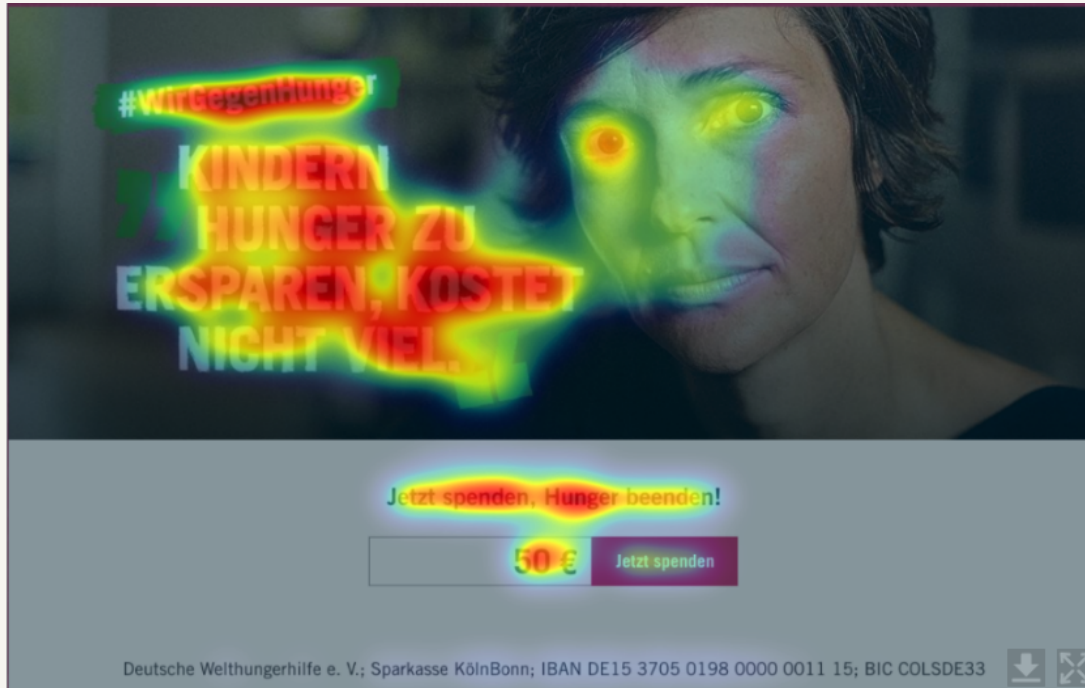 #WirGegenHunger
KINDERN
HUNGER ZU
ERSPAREN, KOSTET
NICHT VIEL.
Jetzt spenden, Hunger beenden!
50 €
Jetzt spenden
Deutsche Welthungerhilfe e. V.; Sparkasse KölnBonn; IBAN DE15 3705 0198 0000 0011 15; BIC COLSDE33